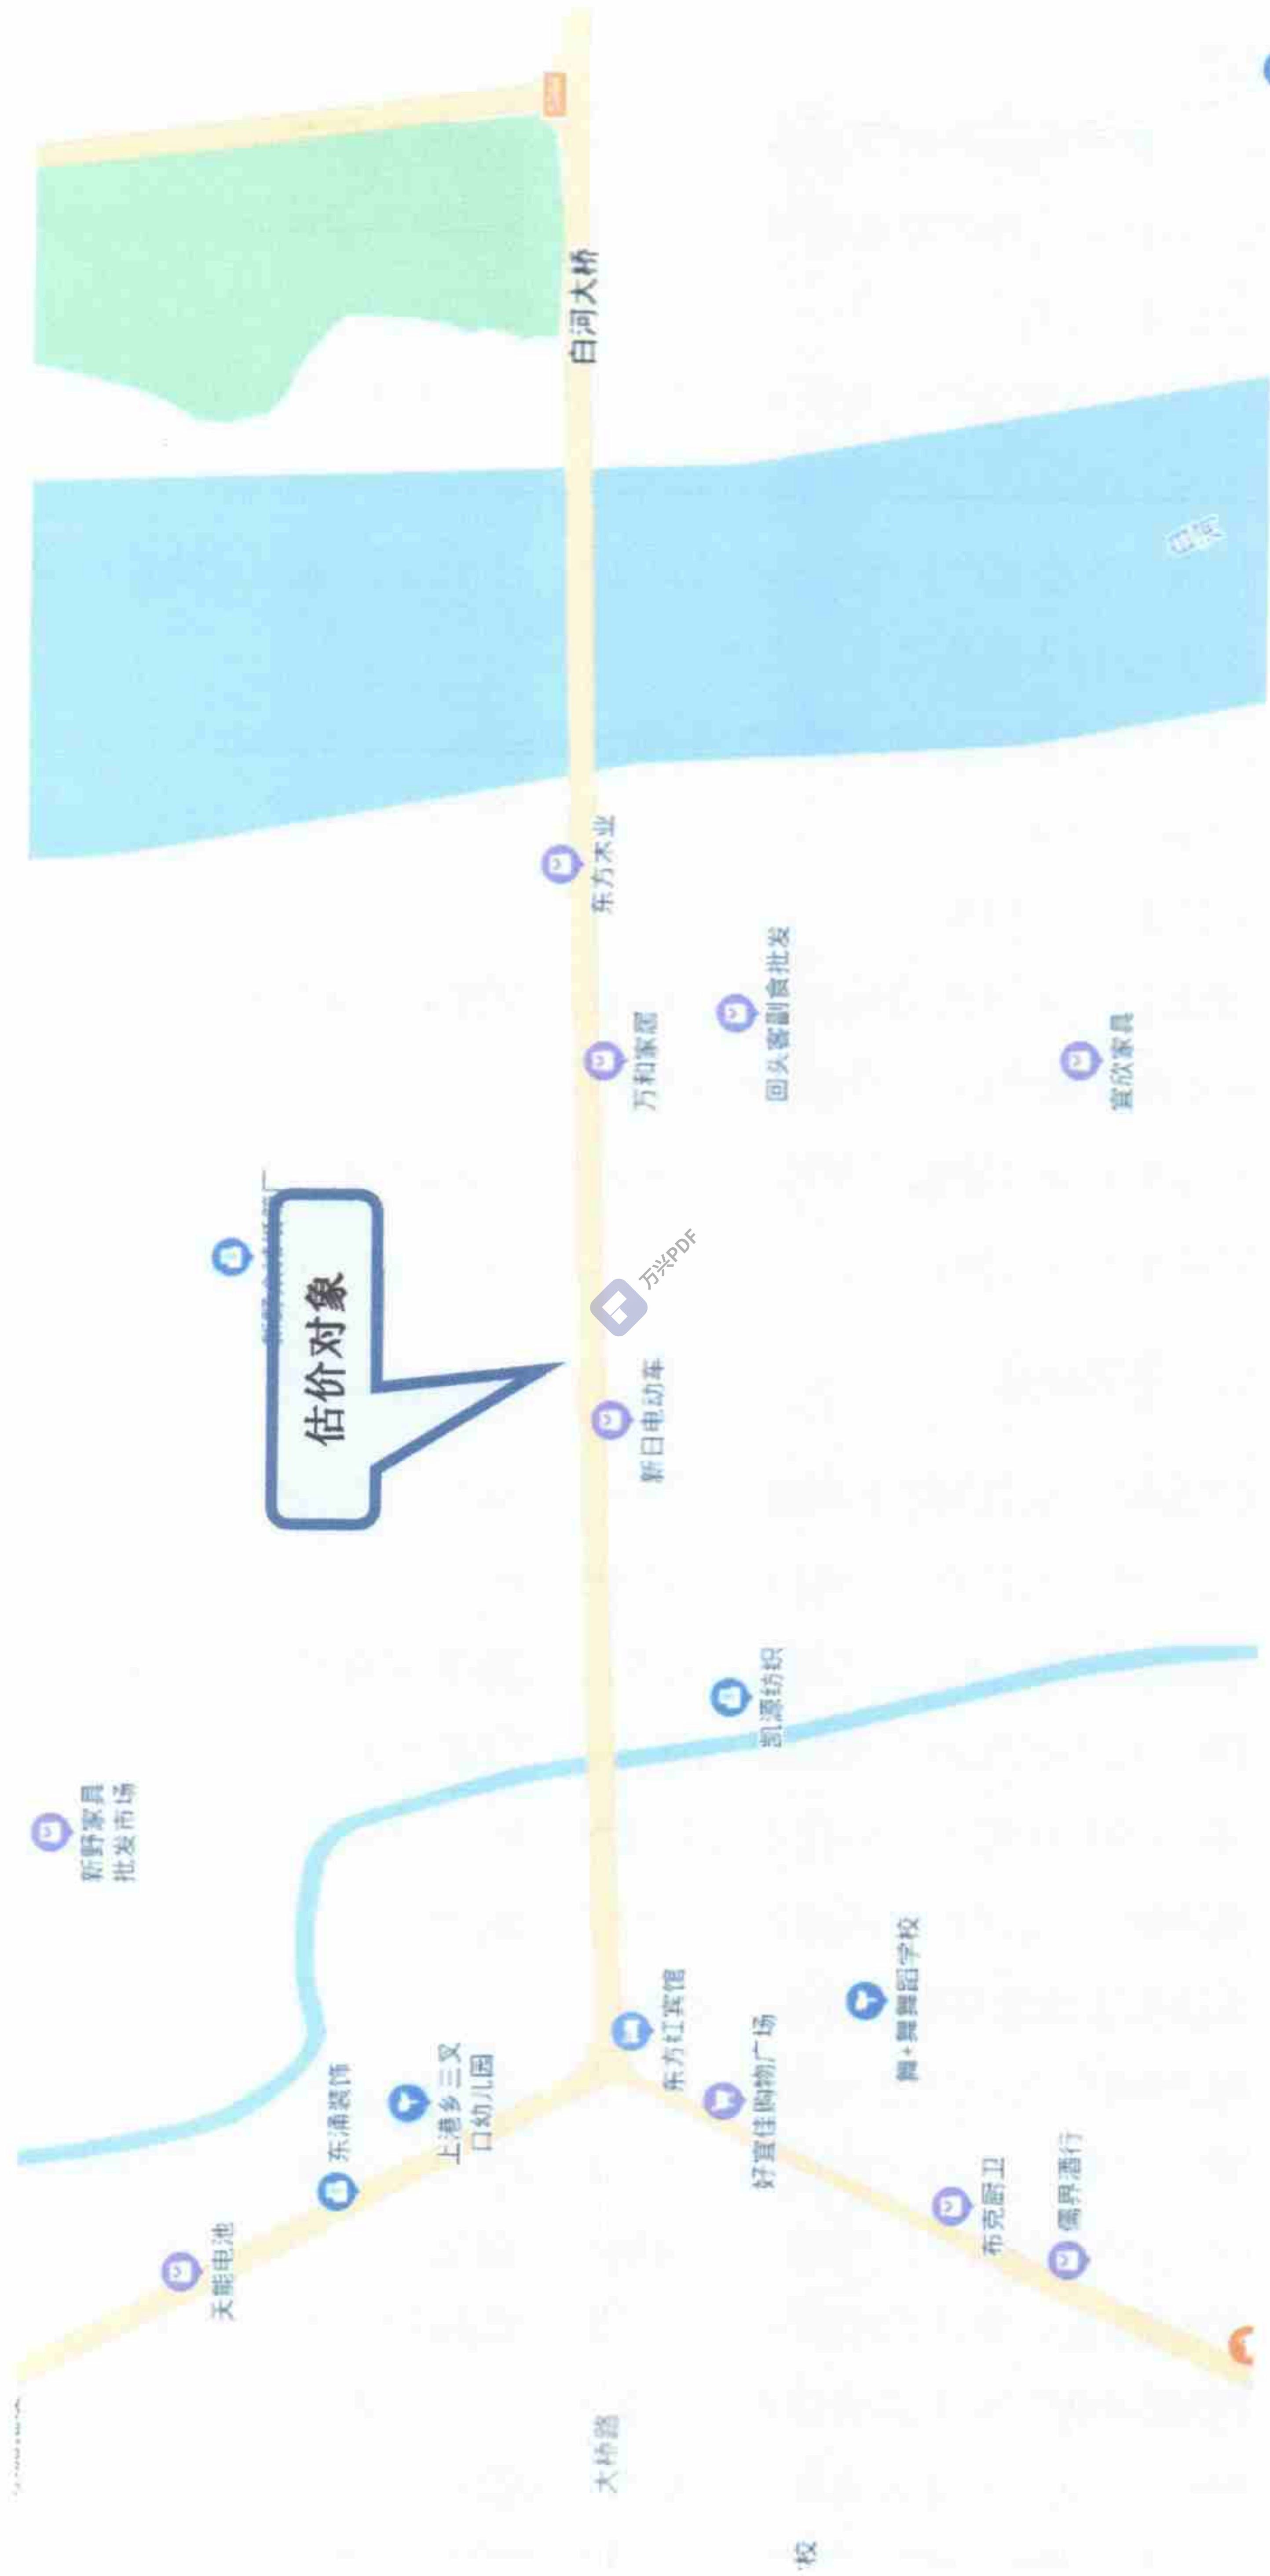 白河大桥
白河
东方木业
万和家居
回头客副食批发
宜欣家具
估价对象
万兴PDF
新日电动车
凯源纺织
新野家具
批发市场
东方红宾馆
好宜佳购物广场
舞+舞舞蹈学校
上港乡三叉
口幼儿园
东涌装饰
天能电池
布克厨卫
儒界酒行
大桥路
校